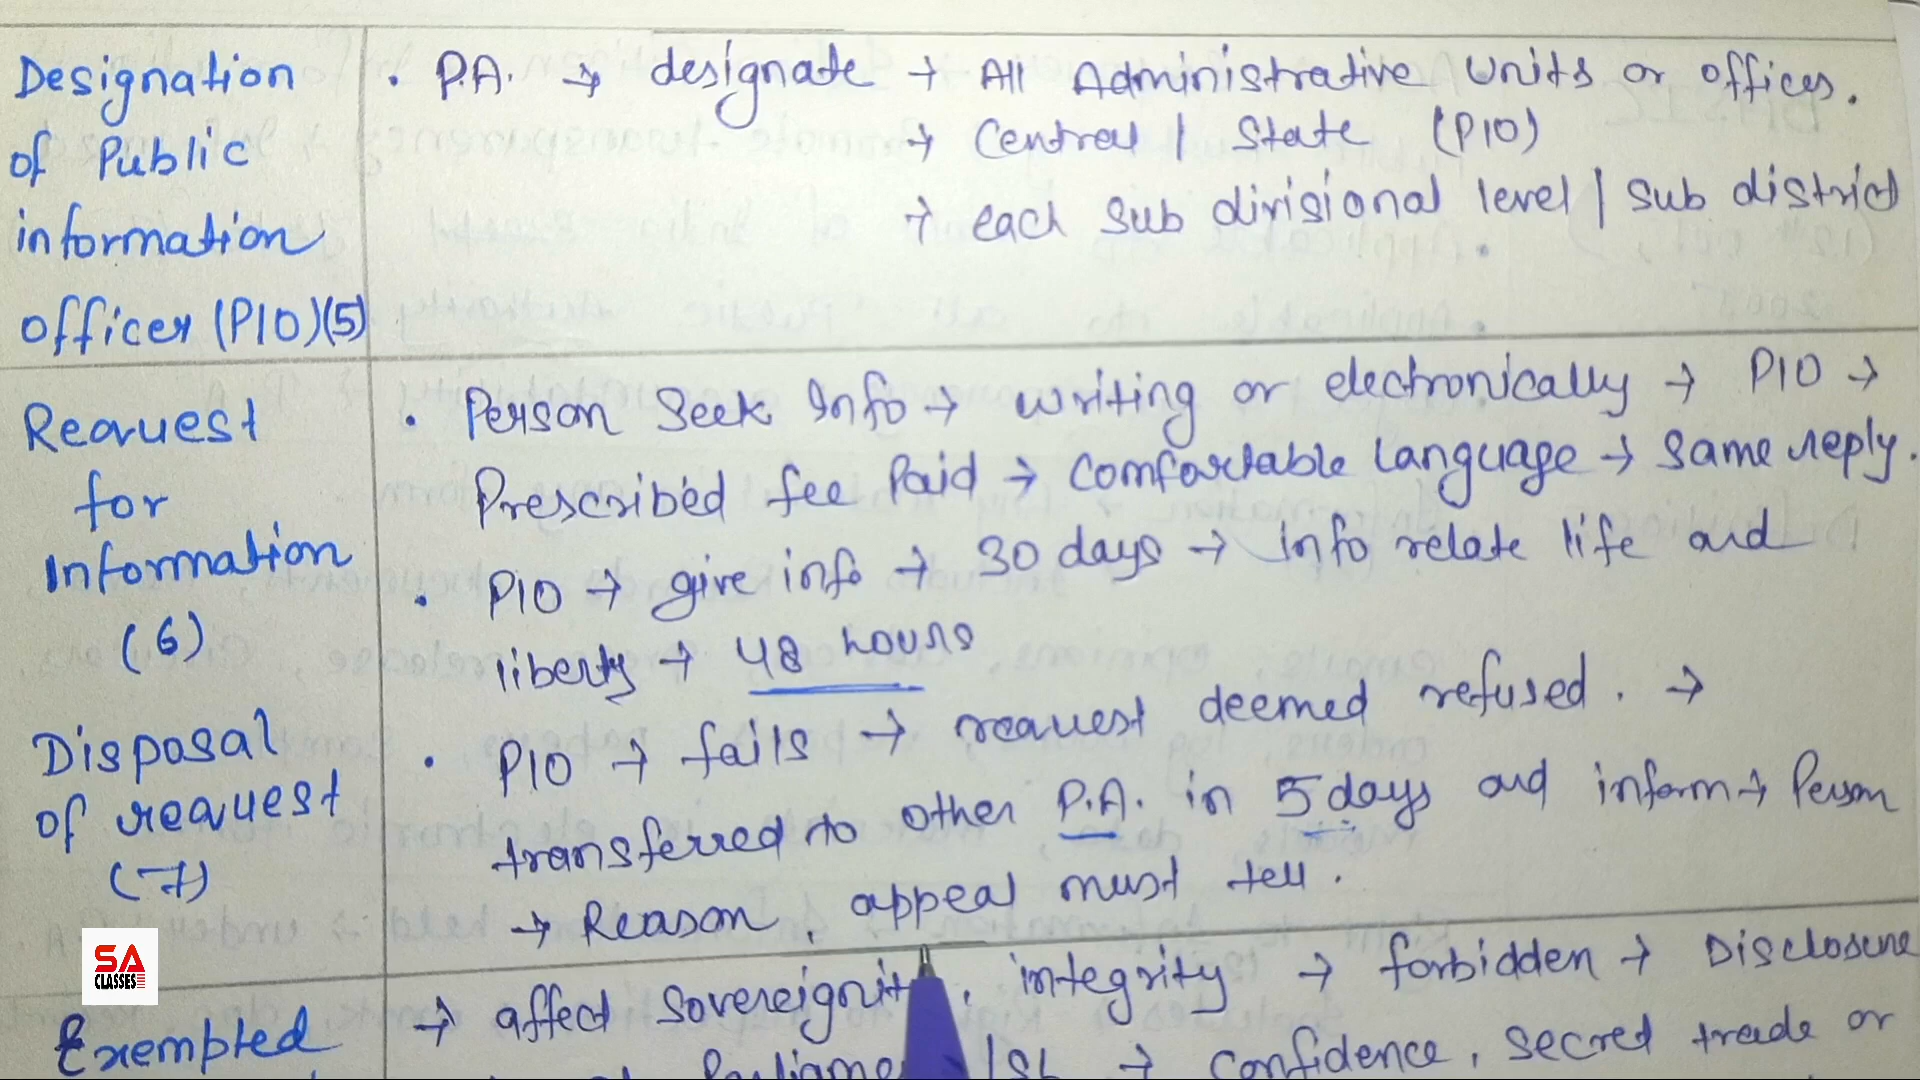 Designation
of Public
information
officer (PIO)(5)
• P.A. → designate → All Administrative Units or offices.
→ Central / State (PIO)
→ each Sub divisional level / Sub district
Request
for
Information
(6)
Disposal
of request
(7)
• Person Seek Info → writing or electronically → PIO →
Prescribed fee Paid → Comfortable Language → Same reply.
• PIO → give info → 30 days → info relate life and
liberty → 48 hours
• PIO → fails → request deemed refused. →
transferred to other P.A. in 5 days and inform → Person
→ Reason, appeal must tell.
Exempted
→ affect sovereignit, integrity → forbidden → Disclosure
/SL → Confidence, secret trade or
SA
CLASSES